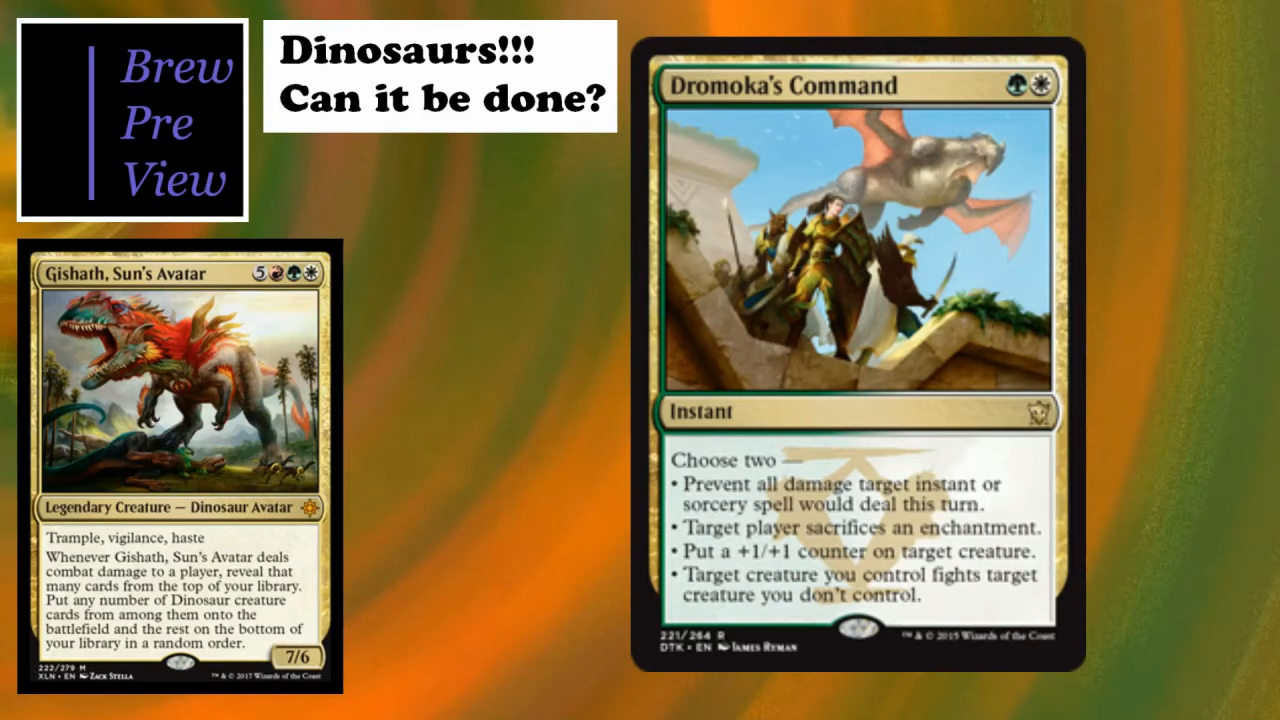 Brew
Pre
View
Dinosaurs!!!
Can it be done?
Gishath, Sun's Avatar 5
Legendary Creature — Dinosaur Avatar
Trample, vigilance, haste
Whenever Gishath, Sun's Avatar deals
combat damage to a player, reveal that
many cards from the top of your library.
Put any number of Dinosaur creature
cards from among them onto the
battlefield and the rest on the bottom of
your library in a random order.
7/6
222/279 M
XLN • EN Zack Stella
™ & © 2017 Wizards of the Coast
Dromoka's Command
Instant
Choose two —
• Prevent all damage target instant or
sorcery spell would deal this turn.
• Target player sacrifices an enchantment.
• Put a +1/+1 counter on target creature.
• Target creature you control fights target
creature you don't control.
221/264 R
DTK • EN James Ryman
™ & © 2015 Wizards of the Coast